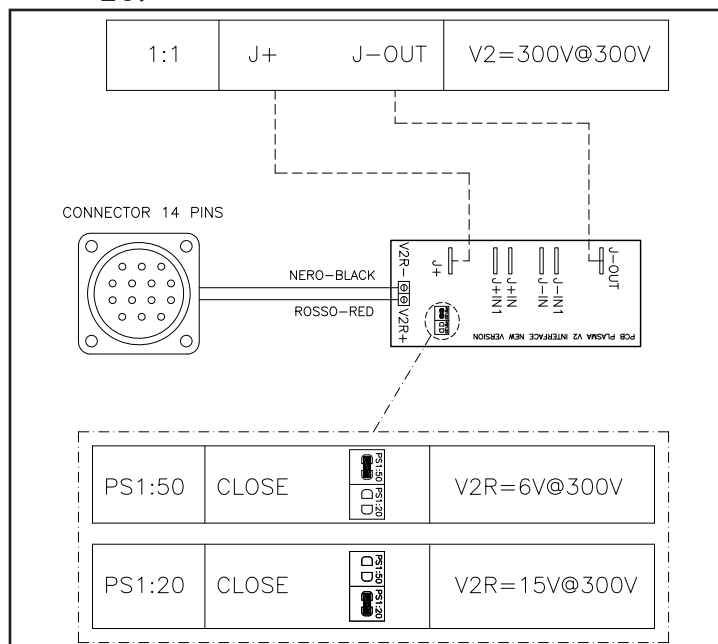 1:1 J+ J-OUT V2=300V@300V
CONNECTOR 14 PINS
NERO-BLACK
ROSSO-RED
V2R-
V2R+
J+
J+IN1
J+IN
J-IN
J-IN1
J-OUT
PCB PLASMA V2 INTERFACE NEW VERSION
PS1:50 CLOSE PS1:50 PS1:20 V2R=6V@300V
PS1:20 CLOSE PS1:50 PS1:20 V2R=15V@300V